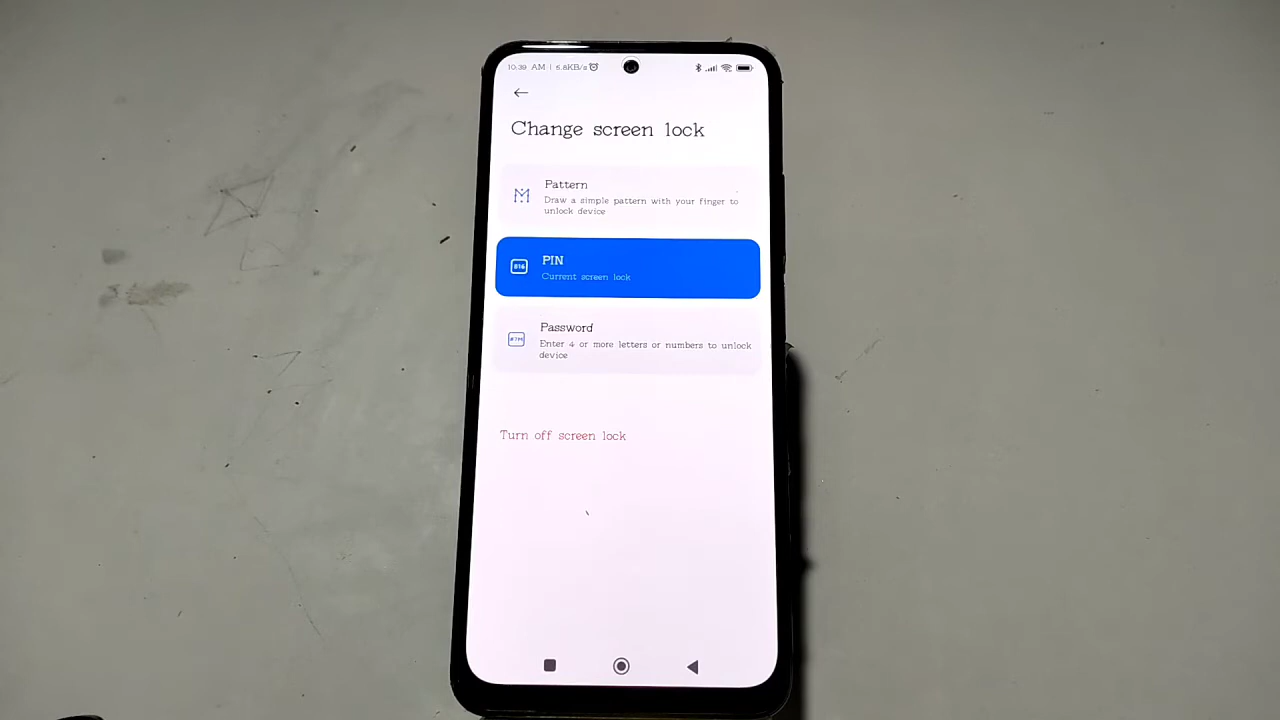 10:39 AM | 6.8KB/s
Change screen lock
Pattern
Draw a simple pattern with your finger to
unlock device
PIN
Current screen lock
Password
Enter 4 or more letters or numbers to unlock
device
Turn off screen lock